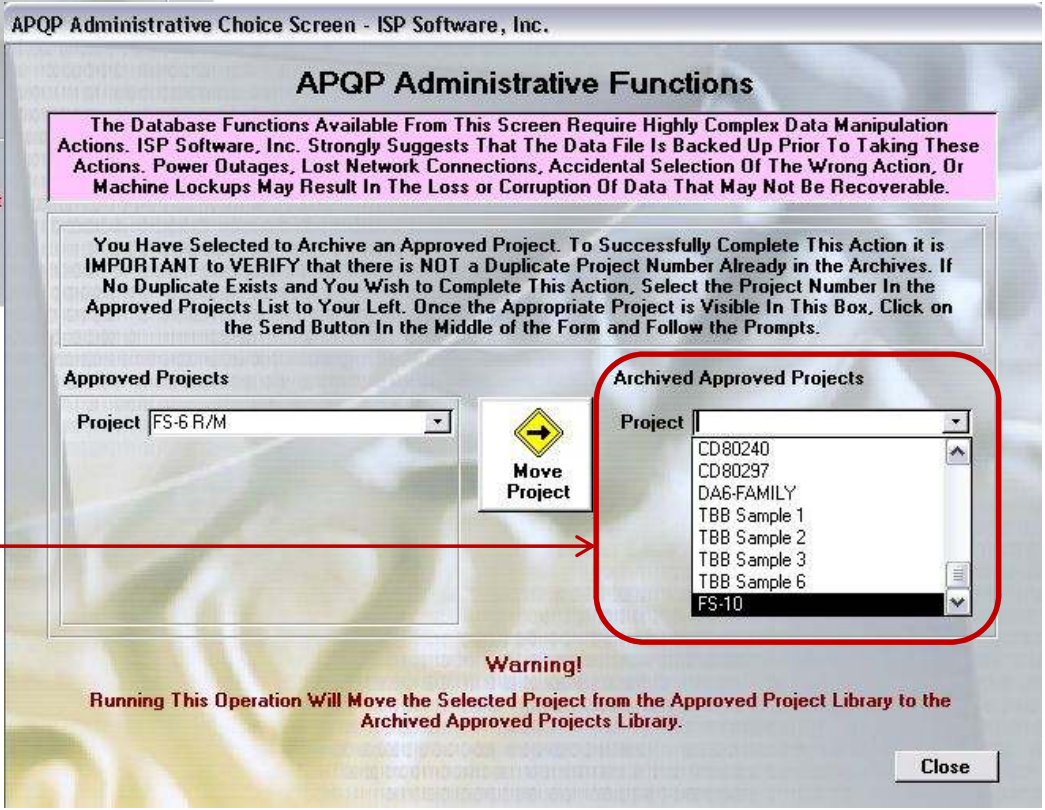 APQP Administrative Choice Screen - ISP Software, Inc.
APQP Administrative Functions
The Database Functions Available From This Screen Require Highly Complex Data Manipulation
Actions. ISP Software, Inc. Strongly Suggests That The Data File Is Backed Up Prior To Taking These
Actions. Power Outages, Lost Network Connections, Accidental Selection Of The Wrong Action, Or
Machine Lockups May Result In The Loss or Corruption Of Data That May Not Be Recoverable.
You Have Selected to Archive an Approved Project. To Successfully Complete This Action it is
IMPORTANT to VERIFY that there is NOT a Duplicate Project Number Already in the Archives. If
No Duplicate Exists and You Wish to Complete This Action, Select the Project Number In the
Approved Projects List to Your Left. Once the Appropriate Project is Visible In This Box, Click on
the Send Button In the Middle of the Form and Follow the Prompts.
Approved Projects
Project FS-6 R/M
Move
Project
Archived Approved Projects
Project
CD80240
CD80297
DA6-FAMILY
TBB Sample 1
TBB Sample 2
TBB Sample 3
TBB Sample 6
FS-10
Warning!
Running This Operation Will Move the Selected Project from the Approved Project Library to the
Archived Approved Projects Library.
Close